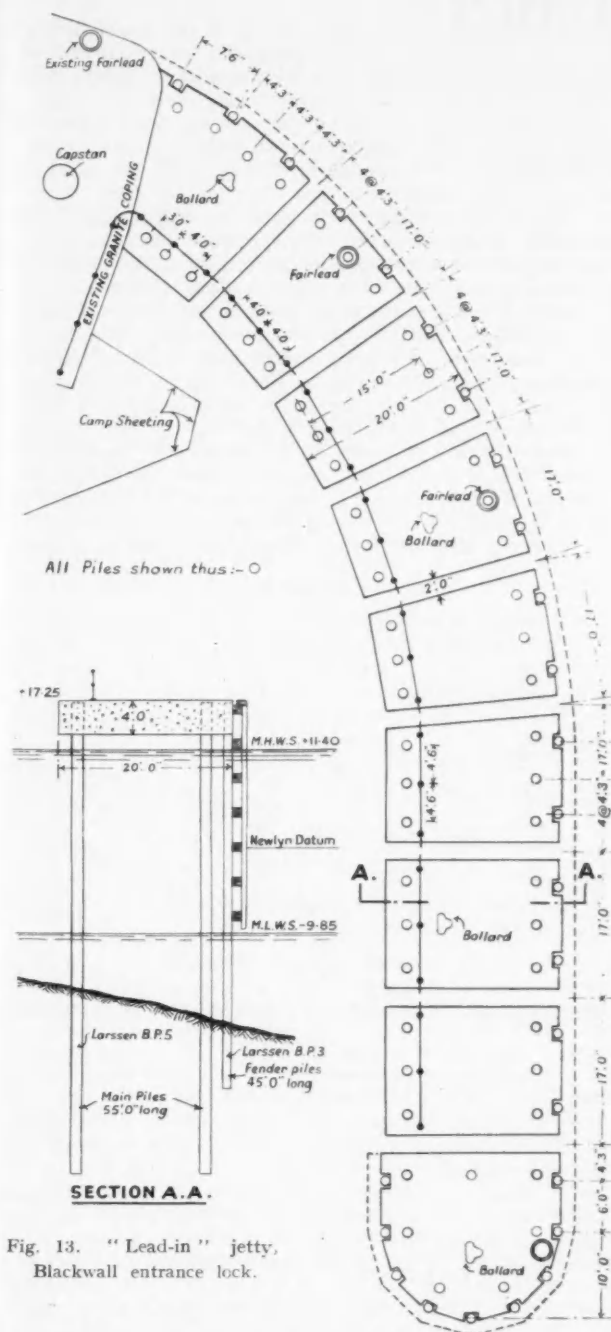 Existing Fairlead
Capstan
EXISTING GRANITE COPING
Camp Sheeting
Bollard
Fairlead
7'.6"
4'.3"
4'.3"
4'.3"
4 @ 4'.3" = 17'.0"
4 @ 4'.3" = 17'.0"
3'.0" 4'.0"
4'.0" 4'.0"
15'.0"
20'.0"
Fairlead
Bollard
17'.0"
2'.0"
17'.0"
All Piles shown thus:- O
4'.6" 4'.6"
4 @ 4'.3" = 17'.0"
A. A.
Bollard
17'.0"
17'.0"
4'.3"
6'.0"
10'.0"
Bollard
+17·25
4'.0"
M.H.W.S. +11·40
20'.0"
Newlyn Datum
M.L.W.S. -9·85
Larssen B.P.5
Larssen B.P.3
Fender piles
45'.0" long
Main Piles
55'.0" long
SECTION A.A.
Fig. 13. "Lead-in" jetty,
Blackwall entrance lock.